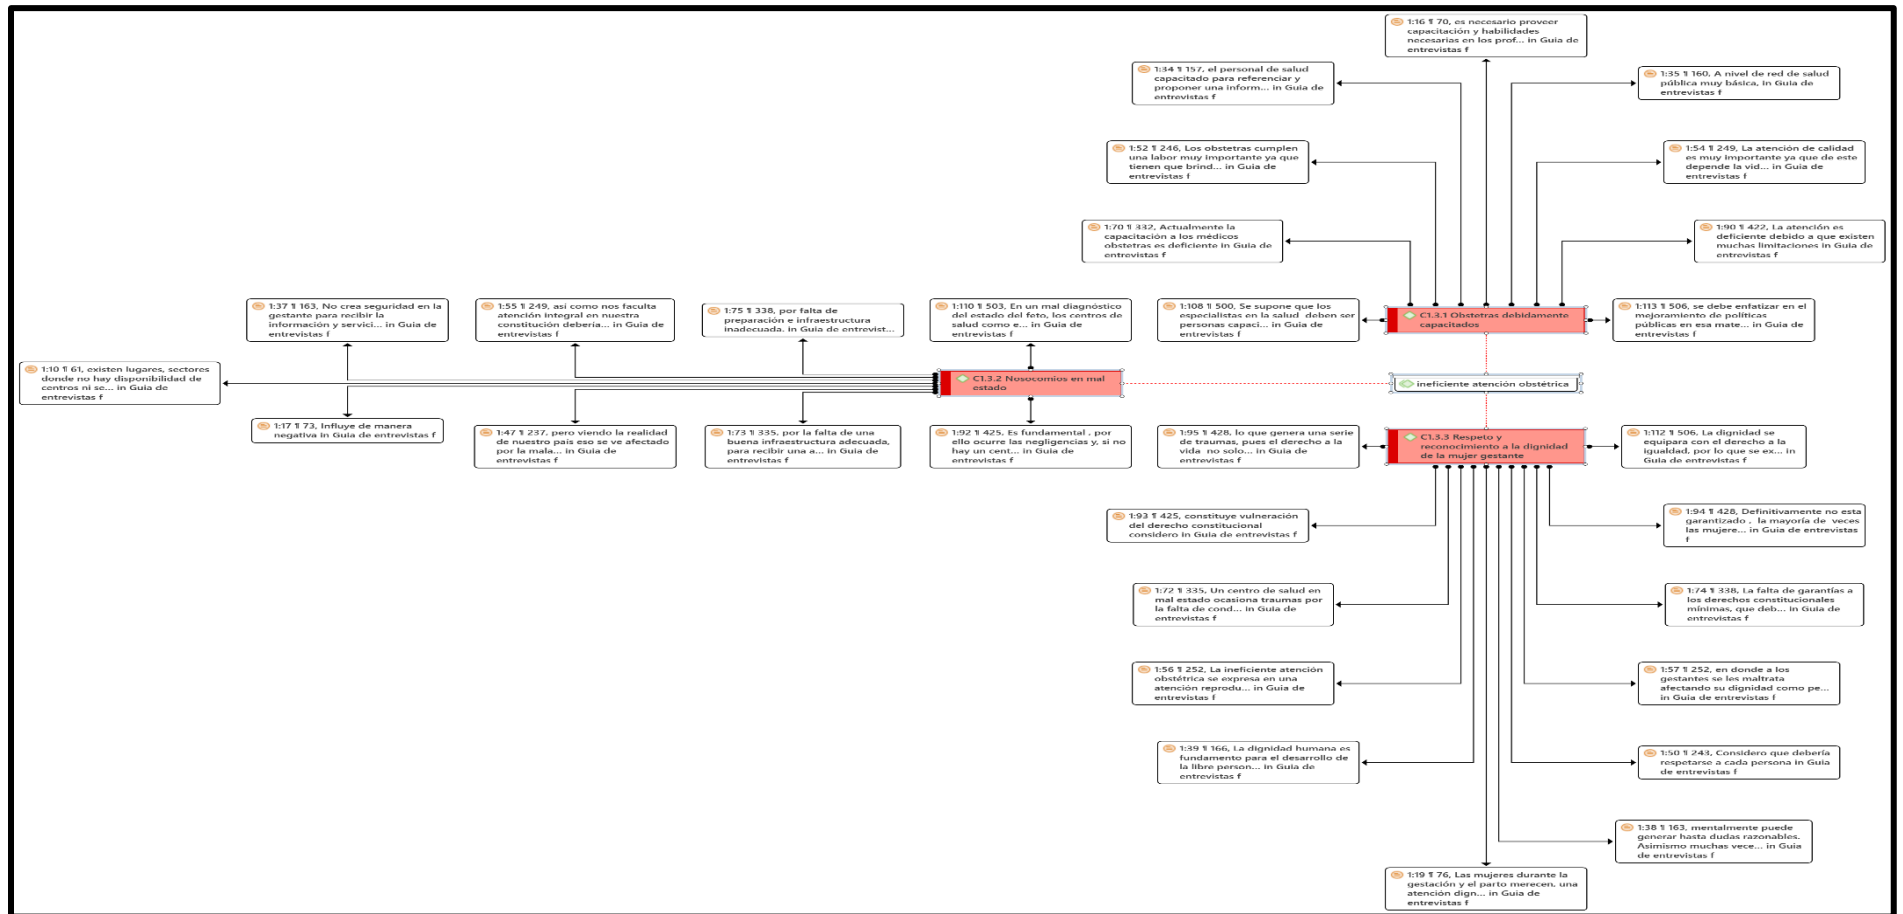 1:16 ¶ 70, es necesario proveer
capacitación y habilidades
necesarias en los prof... in Guia de
entrevistas f
1:34 ¶ 157, el personal de salud
capacitado para referenciar y
proponer una inform... in Guia de
entrevistas f
1:35 ¶ 160, A nivel de red de salud
pública muy básica, in Guia de
entrevistas f
1:52 ¶ 246, Los obstetras cumplen
una labor muy importante ya que
tienen que brind... in Guia de
entrevistas f
1:54 ¶ 249, La atención de calidad
es muy importante ya que de este
depende la vid... in Guia de
entrevistas f
1:70 ¶ 332, Actualmente la
capacitación a los médicos
obstetras es deficiente in Guia de
entrevistas f
1:90 ¶ 422, La atención es
deficiente debido a que existen
muchas limitaciones in Guia de
entrevistas f
1:37 ¶ 163, No crea seguridad en la
gestante para recibir la
información y servici... in Guia de
entrevistas f
1:55 ¶ 249, así como nos faculta
atención integral en nuestra
constitución debería... in Guia de
entrevistas f
1:75 ¶ 338, por falta de
preparación e infraestructura
inadecuada. in Guia de entrevist...
1:110 ¶ 503, En un mal diagnóstico
del estado del feto, los centros de
salud como e... in Guia de
entrevistas f
1:108 ¶ 500, Se supone que los
especialistas en la salud  deben ser
personas capaci... in Guia de
entrevistas f
C1.3.1 Obstetras debidamente
capacitados
1:113 ¶ 506, se debe enfatizar en el
mejoramiento de políticas
públicas en esa mate... in Guia de
entrevistas f
1:10 ¶ 61, existen lugares, sectores
donde no hay disponibilidad de
centros ni se... in Guia de
entrevistas f
C1.3.2 Nosocomios en mal
estado
ineficiente atención obstétrica
1:17 ¶ 73, Influye de manera
negativa in Guia de entrevistas f
1:47 ¶ 237, pero viendo la realidad
de nuestro país eso se ve afectado
por la mala... in Guia de
entrevistas f
1:73 ¶ 335, por la falta de una
buena infraestructura adecuada,
para recibir una a... in Guia de
entrevistas f
1:92 ¶ 425, Es fundamental , por
ello ocurre las negligencias y, si no
hay un cent... in Guia de
entrevistas f
1:95 ¶ 428, lo que genera una serie
de traumas, pues el derecho a la
vida  no solo... in Guia de
entrevistas f
C1.3.3 Respeto y
reconocimiento a la dignidad
de la mujer gestante
1:112 ¶ 506, La dignidad se
equipara con el derecho a la
igualdad, por lo que se ex... in
Guia de entrevistas f
1:93 ¶ 425, constituye vulneración
del derecho constitucional
considero in Guia de entrevistas f
1:94 ¶ 428, Definitivamente no esta
garantizado ,  la mayoría de  veces
las mujere... in Guia de entrevistas
f
1:72 ¶ 335, Un centro de salud en
mal estado ocasiona traumas por
la falta de cond... in Guia de
entrevistas f
1:74 ¶ 338, La falta de garantías a
los derechos constitucionales
mínimas, que deb... in Guia de
entrevistas f
1:56 ¶ 252, La ineficiente atención
obstétrica se expresa en una
atención reprodu... in Guia de
entrevistas f
1:57 ¶ 252, en donde a los
gestantes se les maltrata
afectando su dignidad como pe...
in Guia de entrevistas f
1:39 ¶ 166, La dignidad humana es
fundamento para el desarrollo de
la libre person... in Guia de
entrevistas f
1:50 ¶ 243, Considero que debería
respetarse a cada persona in Guia
de entrevistas f
1:38 ¶ 163, mentalmente puede
generar hasta dudas razonables.
Asimismo muchas vece... in Guia
de entrevistas f
1:19 ¶ 76, Las mujeres durante la
gestación y el parto merecen, una
atención dign... in Guia de
entrevistas f